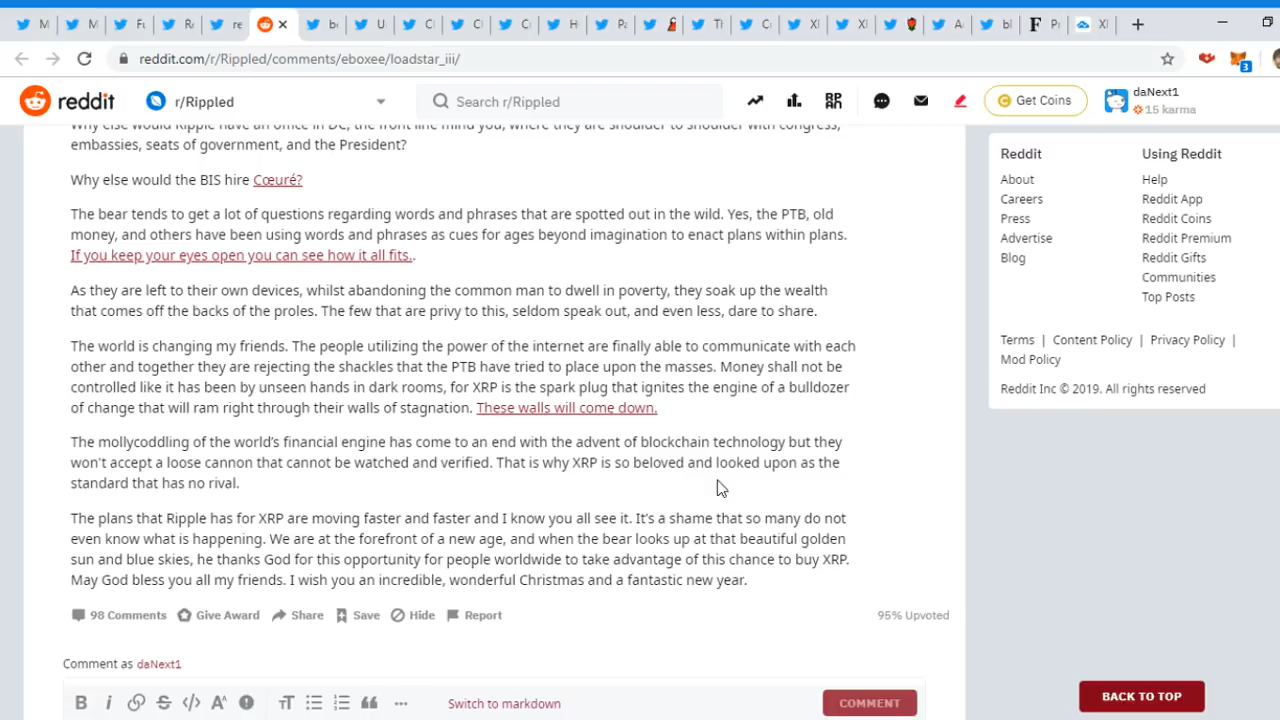 M
M
Fu
Re
re
be
U
Cl
Cl
Co
H
Pa
Tl
Cr
XI
XI
A
bl
Pr
XI
reddit.com/r/Rippled/comments/eboxee/loadstar_iii/
3
reddit
r/Rippled
Search r/Rippled
Get Coins
daNext1
15 karma
Why else would Ripple have an office in DC, the front line mind you, where they are shoulder to shoulder with congress,
embassies, seats of government, and the President?
Why else would the BIS hire Cœuré?
The bear tends to get a lot of questions regarding words and phrases that are spotted out in the wild. Yes, the PTB, old
money, and others have been using words and phrases as cues for ages beyond imagination to enact plans within plans.
If you keep your eyes open you can see how it all fits..
As they are left to their own devices, whilst abandoning the common man to dwell in poverty, they soak up the wealth
that comes off the backs of the proles. The few that are privy to this, seldom speak out, and even less, dare to share.
The world is changing my friends. The people utilizing the power of the internet are finally able to communicate with each
other and together they are rejecting the shackles that the PTB have tried to place upon the masses. Money shall not be
controlled like it has been by unseen hands in dark rooms, for XRP is the spark plug that ignites the engine of a bulldozer
of change that will ram right through their walls of stagnation. These walls will come down.
The mollycoddling of the world's financial engine has come to an end with the advent of blockchain technology but they
won't accept a loose cannon that cannot be watched and verified. That is why XRP is so beloved and looked upon as the
standard that has no rival.
The plans that Ripple has for XRP are moving faster and faster and I know you all see it. It's a shame that so many do not
even know what is happening. We are at the forefront of a new age, and when the bear looks up at that beautiful golden
sun and blue skies, he thanks God for this opportunity for people worldwide to take advantage of this chance to buy XRP.
May God bless you all my friends. I wish you an incredible, wonderful Christmas and a fantastic new year.
98 Comments Give Award Share Save Hide Report 95% Upvoted
Comment as daNext1
B i Switch to markdown COMMENT
Reddit Using Reddit
About Help
Careers Reddit App
Press Reddit Coins
Advertise Reddit Premium
Blog Reddit Gifts
Communities
Top Posts
Terms | Content Policy | Privacy Policy |
Mod Policy
Reddit Inc © 2019. All rights reserved
BACK TO TOP